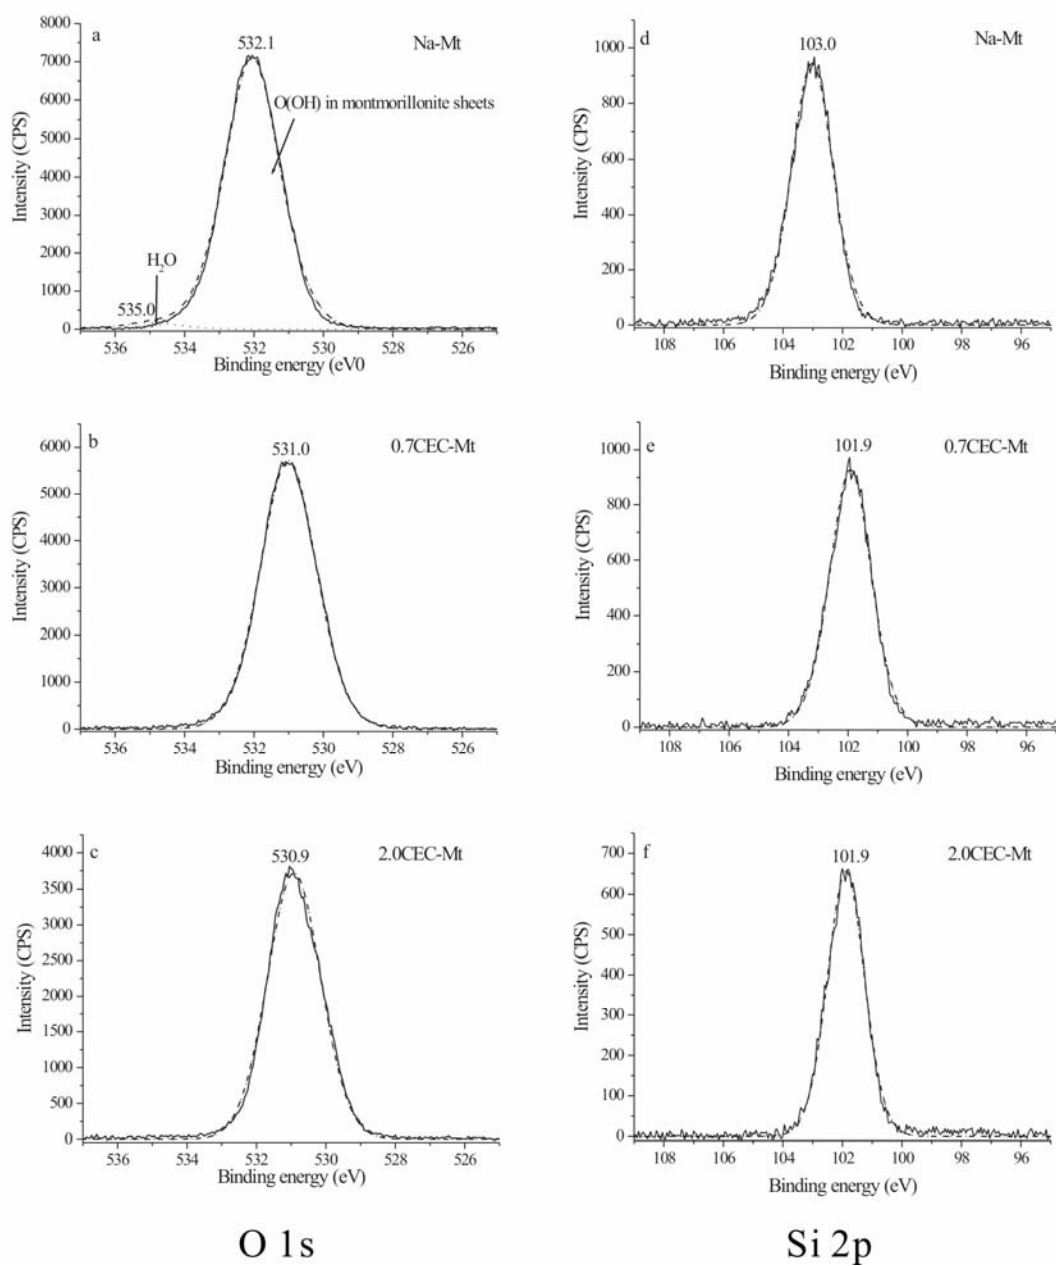 a
532.1
Na-Mt
O(OH) in montmorillonite sheets
H₂O
535.0
8000
7000
6000
5000
4000
3000
2000
1000
0
Intensity (CPS)
536 534 532 530 528 526
Binding energy (eV0
d
103.0
Na-Mt
1000
800
600
400
200
0
Intensity (CPS)
108 106 104 102 100 98 96
Binding energy (eV)
b
531.0
0.7CEC-Mt
6000
5000
4000
3000
2000
1000
0
Intensity (CPS)
536 534 532 530 528 526
Binding energy (eV)
e
101.9
0.7CEC-Mt
1000
800
600
400
200
0
Intensity (CPS)
108 106 104 102 100 98 96
Binding energy (eV)
c
530.9
2.0CEC-Mt
4000
3500
3000
2500
2000
1500
1000
500
0
Intensity (CPS)
536 534 532 530 528 526
Binding energy (eV)
f
101.9
2.0CEC-Mt
700
600
500
400
300
200
100
0
Intensity (CPS)
108 106 104 102 100 98 96
Binding energy (eV)
O 1s
Si 2p